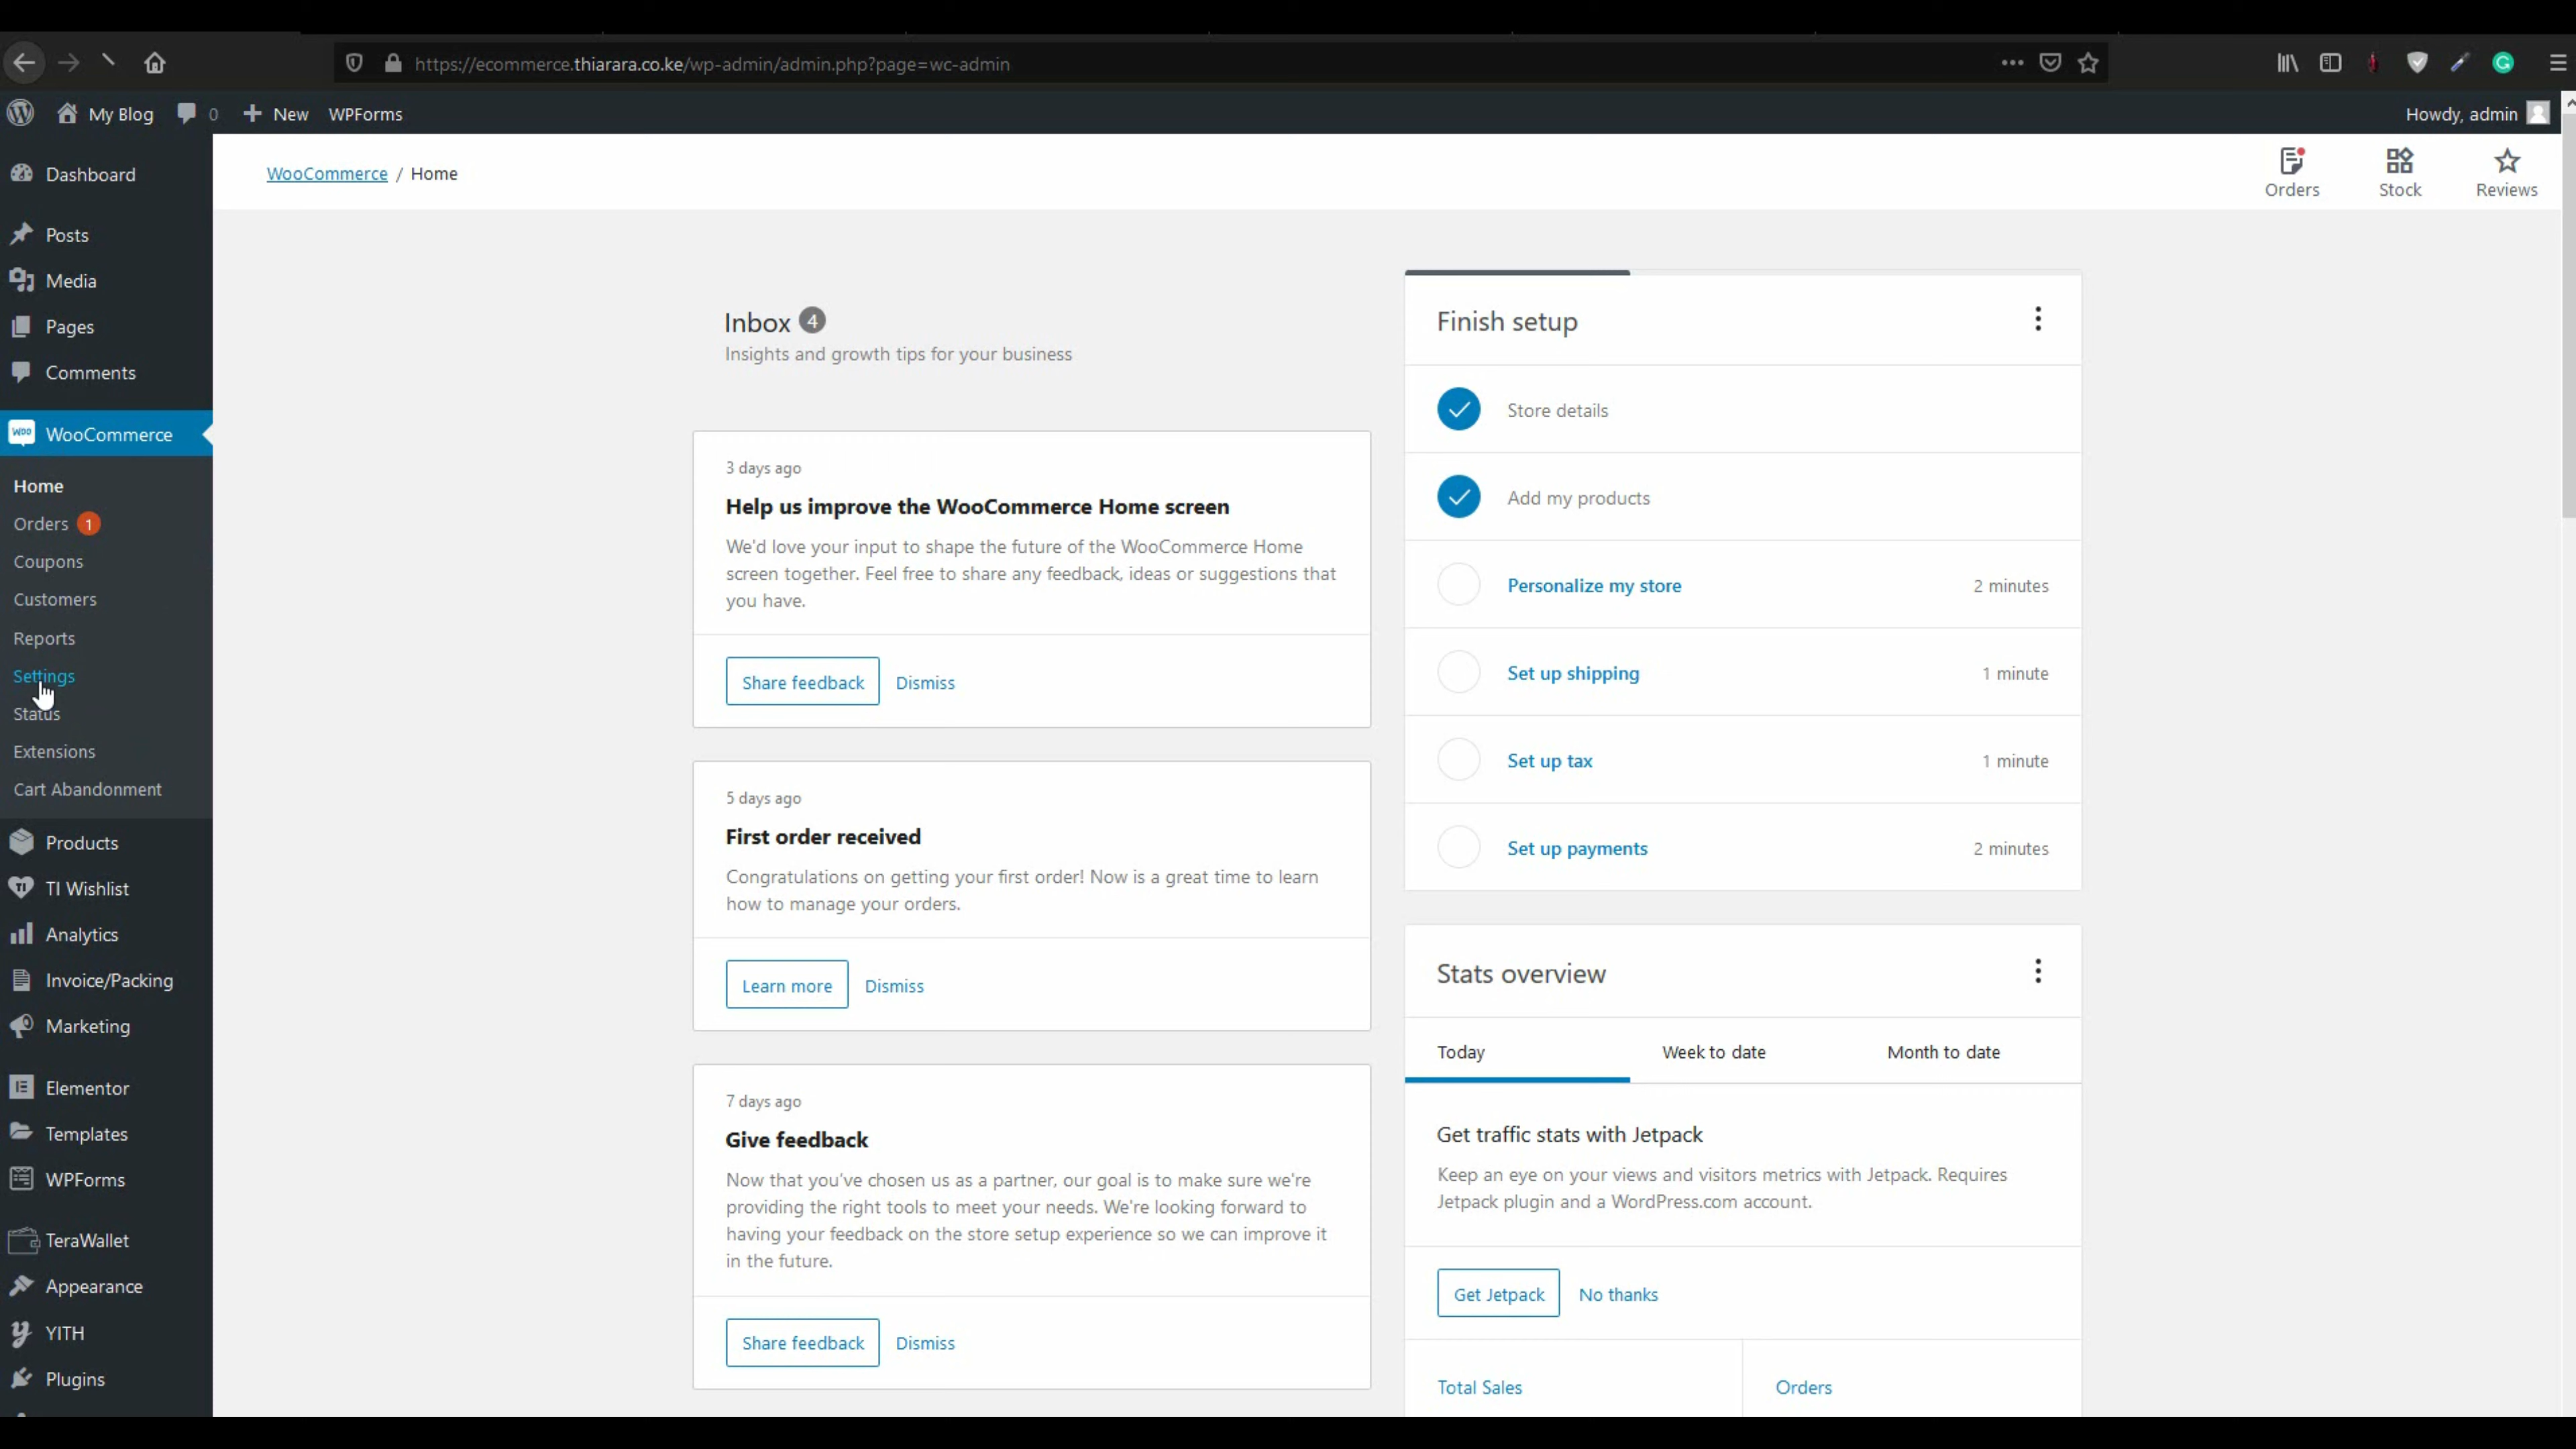 https://ecommerce.thiarara.co.ke/wp-admin/admin.php?page=wc-admin
My Blog 0 New WPForms Howdy, admin
WooCommerce / Home
Orders Stock Reviews
Dashboard
Posts
Media
Pages
Comments
WOO WooCommerce
Home
Orders 1
Coupons
Customers
Reports
Settings
Status
Extensions
Cart Abandonment
Products
TI TI Wishlist
Analytics
Invoice/Packing
Marketing
Elementor
Templates
WPForms
TeraWallet
Appearance
YITH
Plugins
Inbox 4
Insights and growth tips for your business
3 days ago
Help us improve the WooCommerce Home screen
We'd love your input to shape the future of the WooCommerce Home
screen together. Feel free to share any feedback, ideas or suggestions that
you have.
Share feedback Dismiss
5 days ago
First order received
Congratulations on getting your first order! Now is a great time to learn
how to manage your orders.
Learn more Dismiss
7 days ago
Give feedback
Now that you've chosen us as a partner, our goal is to make sure we're
providing the right tools to meet your needs. We're looking forward to
having your feedback on the store setup experience so we can improve it
in the future.
Share feedback Dismiss
Finish setup
Store details
Add my products
Personalize my store 2 minutes
Set up shipping 1 minute
Set up tax 1 minute
Set up payments 2 minutes
Stats overview
Today Week to date Month to date
Get traffic stats with Jetpack
Keep an eye on your views and visitors metrics with Jetpack. Requires
Jetpack plugin and a WordPress.com account.
Get Jetpack No thanks
Total Sales Orders